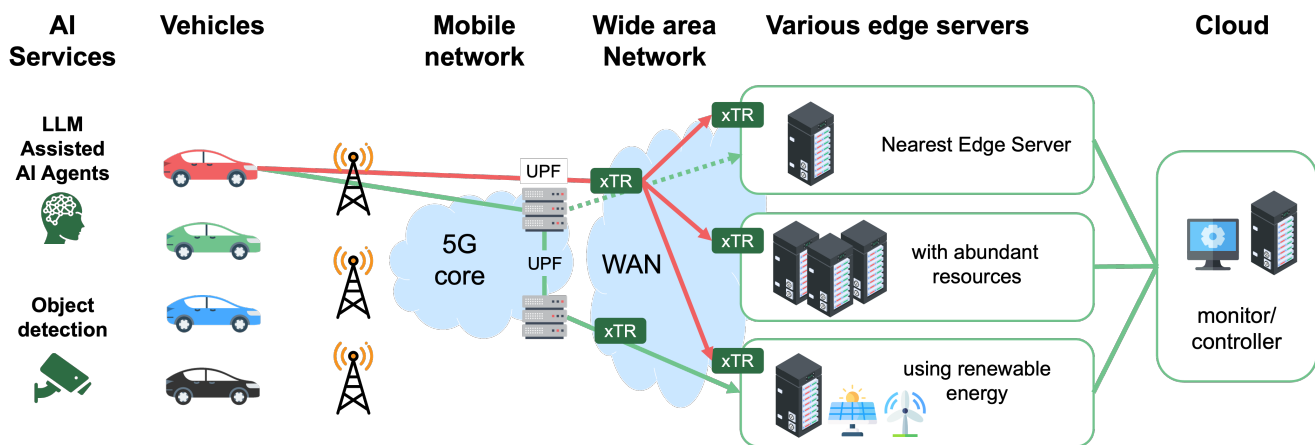 AI
Services
Vehicles
Mobile
network
Wide area
Network
Various edge servers
Cloud
LLM
Assisted
AI Agents
Object
detection
UPF
5G
core
UPF
xTR
WAN
xTR
xTR
Nearest Edge Server
xTR
with abundant
resources
xTR
using renewable
energy
monitor/
controller